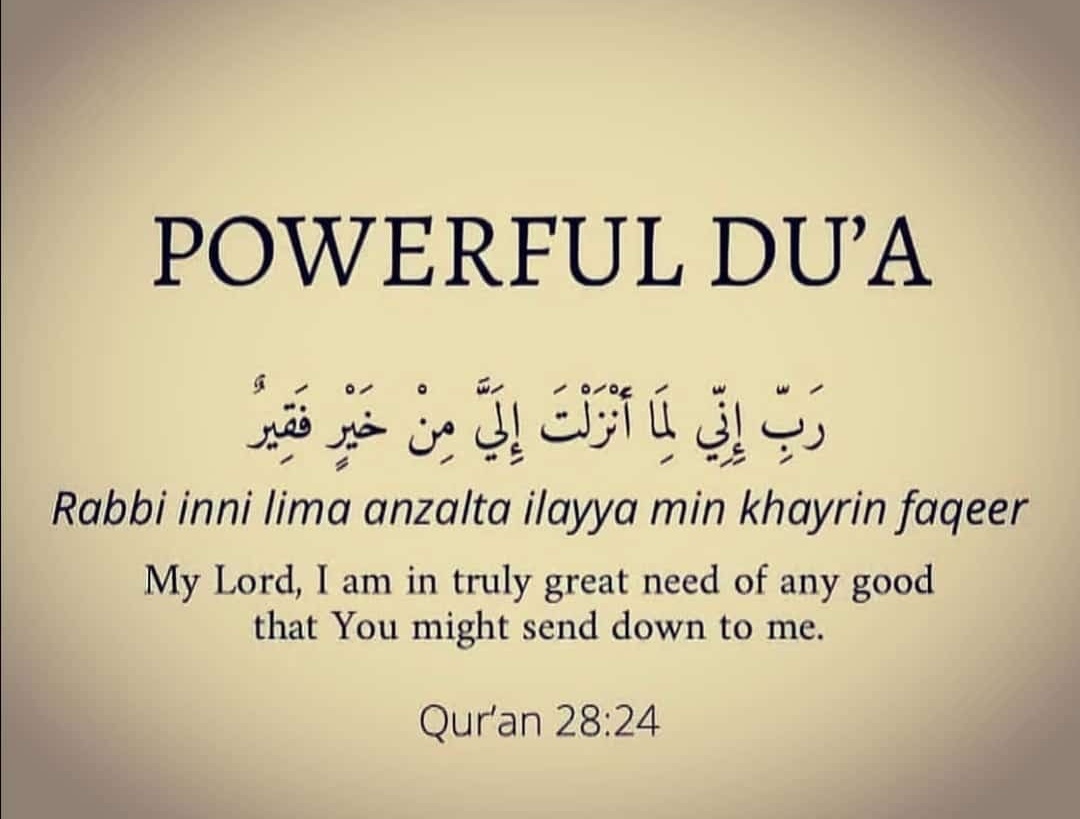 POWERFUL DU’A
رَبِّ إِنِّي لِمَا أَنْزَلْتَ إِلَيَّ مِنْ خَيْرٍ فَقِيرٌ
Rabbi inni lima anzalta ilayya min khayrin faqeer
My Lord, I am in truly great need of any good
that You might send down to me.
Qur'an 28:24